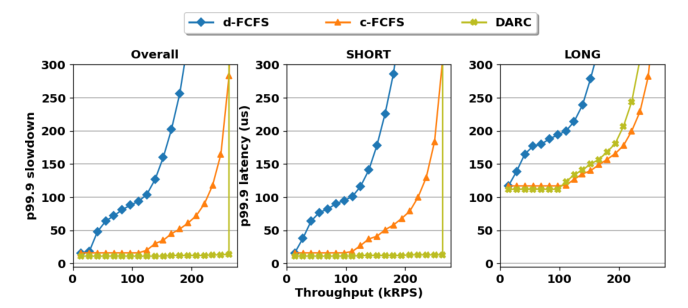 d-FCFS c-FCFS DARC
Overall
SHORT
LONG
p99.9 slowdown
300
250
200
150
100
50
0
0 100 200
p99.9 latency (us)
300
250
200
150
100
50
0
0 100 200
300
250
200
150
100
50
0
0 100 200
Throughput (kRPS)